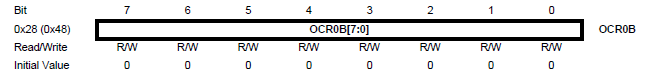 Bit 7 6 5 4 3 2 1 0
0x28 (0x48) OCR0B[7:0] OCR0B
Read/Write R/W R/W R/W R/W R/W R/W R/W R/W
Initial Value 0 0 0 0 0 0 0 0